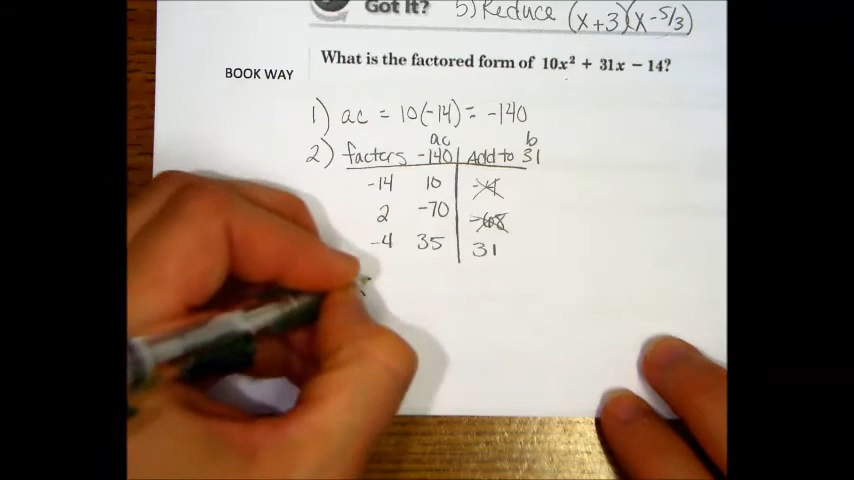 Got It? 5) Reduce (x+3)(x-5/3)
What is the factored form of 10x² + 31x − 14?
BOOK WAY
1) ac = 10(-14) = -140
ac b
2) factors -140 Add to 31
-14 10 -4
2 -70 -68
-4 35 31